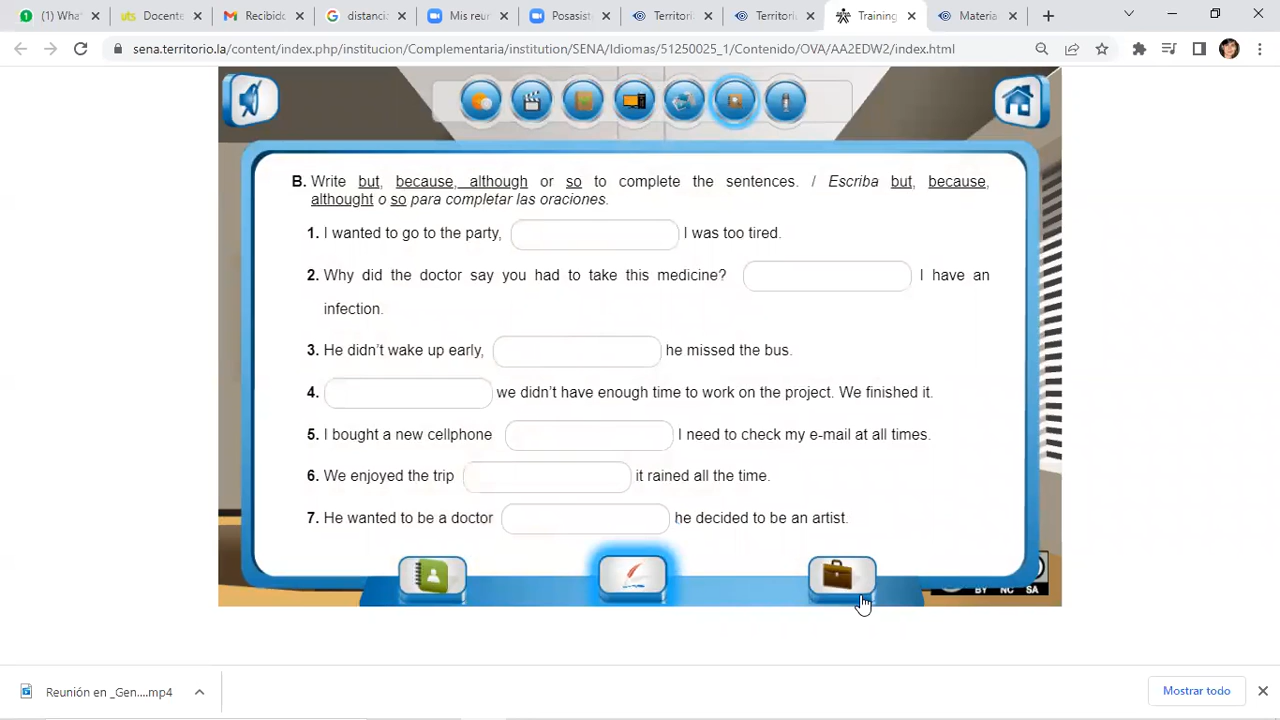 (1) Wha
uts Docente
Recibid
distanci
Mis reu
Posasist
Territori
Territori
Training
Materia
sena.territorio.la/content/index.php/institucion/Complementaria/institution/SENA/Idiomas/51250025_1/Contenido/OVA/AA2EDW2/index.html
B. Write but, because, although or so to complete the sentences. / Escriba but, because,
althought o so para completar las oraciones.
1. I wanted to go to the party, I was too tired.
2. Why did the doctor say you had to take this medicine? I have an
infection.
3. He didn't wake up early, he missed the bus.
4. we didn't have enough time to work on the project. We finished it.
5. I bought a new cellphone I need to check my e-mail at all times.
6. We enjoyed the trip it rained all the time.
7. He wanted to be a doctor he decided to be an artist.
BY NC SA
Reunión en _Gen....mp4
Mostrar todo